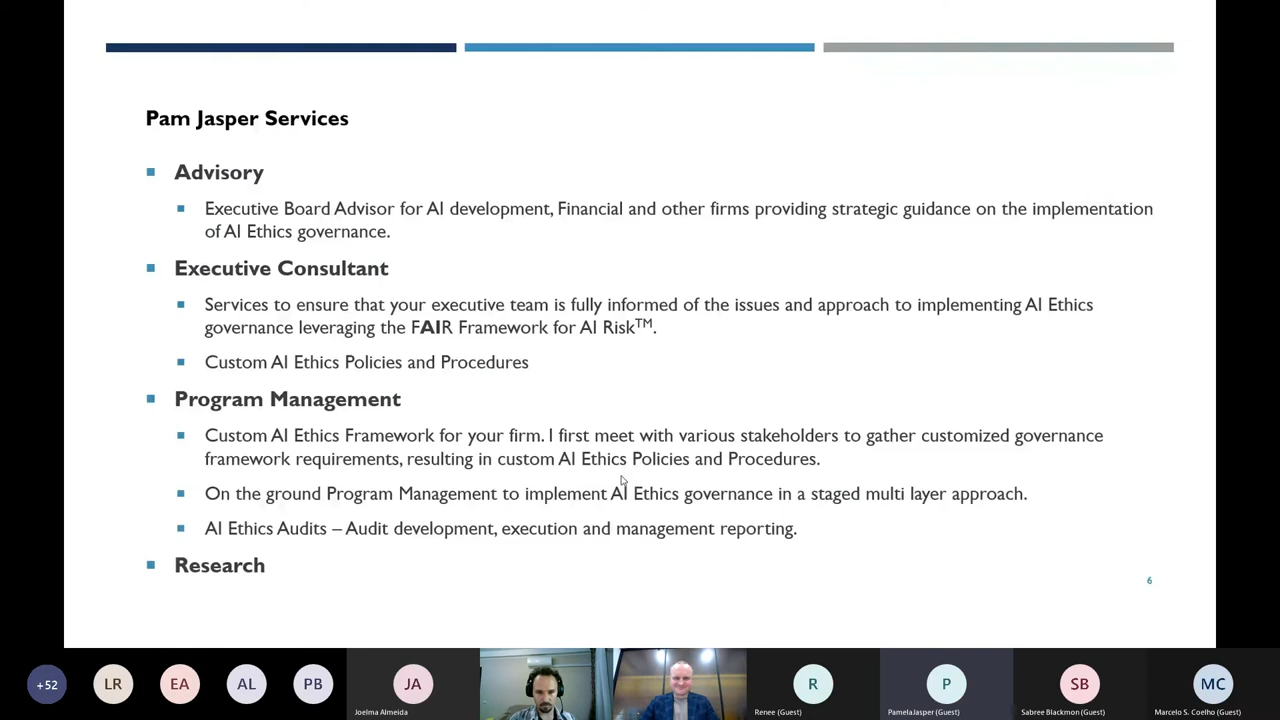 Pam Jasper Services
Advisory
Executive Board Advisor for AI development, Financial and other firms providing strategic guidance on the implementation
of AI Ethics governance.
Executive Consultant
Services to ensure that your executive team is fully informed of the issues and approach to implementing AI Ethics
governance leveraging the FAIR Framework for AI Risk™.
Custom AI Ethics Policies and Procedures
Program Management
Custom AI Ethics Framework for your firm. I first meet with various stakeholders to gather customized governance
framework requirements, resulting in custom AI Ethics Policies and Procedures.
On the ground Program Management to implement AI Ethics governance in a staged multi layer approach.
AI Ethics Audits – Audit development, execution and management reporting.
Research
6
+52 LR EA AL PB JA R P SB MC
Joelma Almeida Renee (Guest) PamelaJasper (Guest) Sabree Blackmon (Guest) Marcelo S. Coelho (Guest)